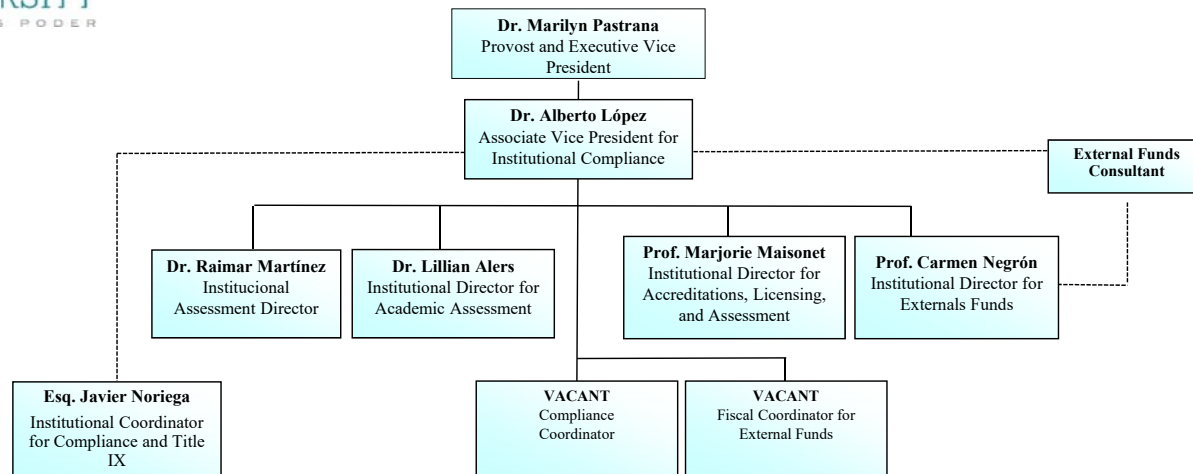 PODER
Dr. Marilyn Pastrana
Provost and Executive Vice
President
Dr. Alberto López
Associate Vice President for
Institutional Compliance
External Funds
Consultant
Dr. Raimar Martínez
Institucional
Assessment Director
Dr. Lillian Alers
Institutional Director for
Academic Assessment
Prof. Marjorie Maisonet
Institutional Director for
Accreditations, Licensing,
and Assessment
Prof. Carmen Negrón
Institutional Director for
Externals Funds
Esq. Javier Noriega
Institutional Coordinator
for Compliance and Title
IX
VACANT
Compliance
Coordinator
VACANT
Fiscal Coordinator for
External Funds